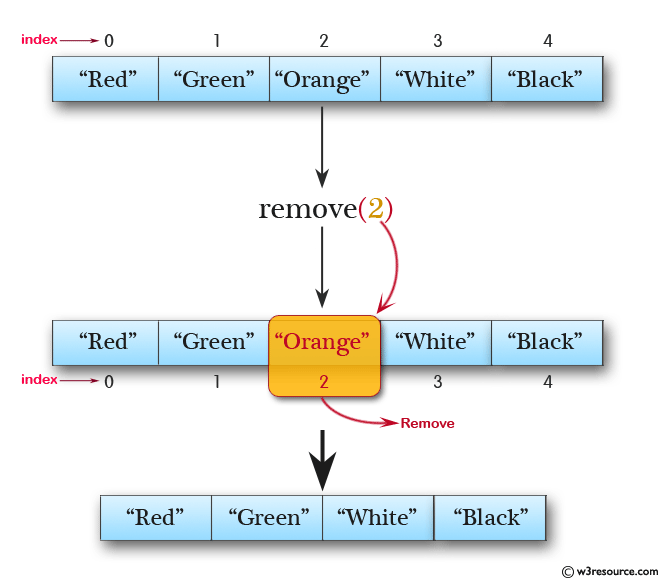 index 0 1 2 3 4
“Red” “Green” “Orange” “White” “Black”
remove(2)
“Red” “Green” “Orange” “White” “Black”
index 0 1 2 3 4
Remove
“Red” “Green” “White” “Black”
© w3resource.com